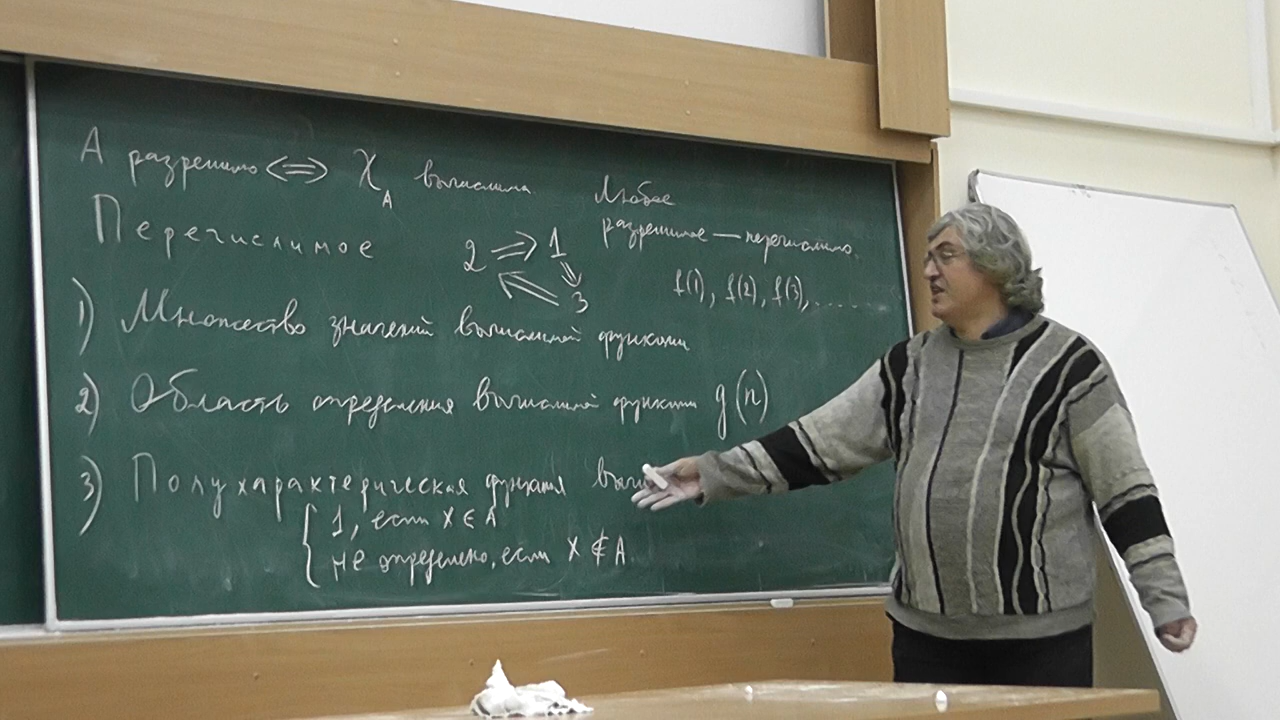 А разрешимо ⇔ χ_A вычислима
Любое
разрешимое — перечислимо.
Перечислимое
2 ⇒ 1
⇓
⇐ 3
f(1), f(2), f(3), . . . . .
1) Множество значений вычислимой функции
2) Область определения вычислимой функции g(n)
3) Полухарактеристическая функция
{ 1, если x ∈ A
не определено, если x ∉ A